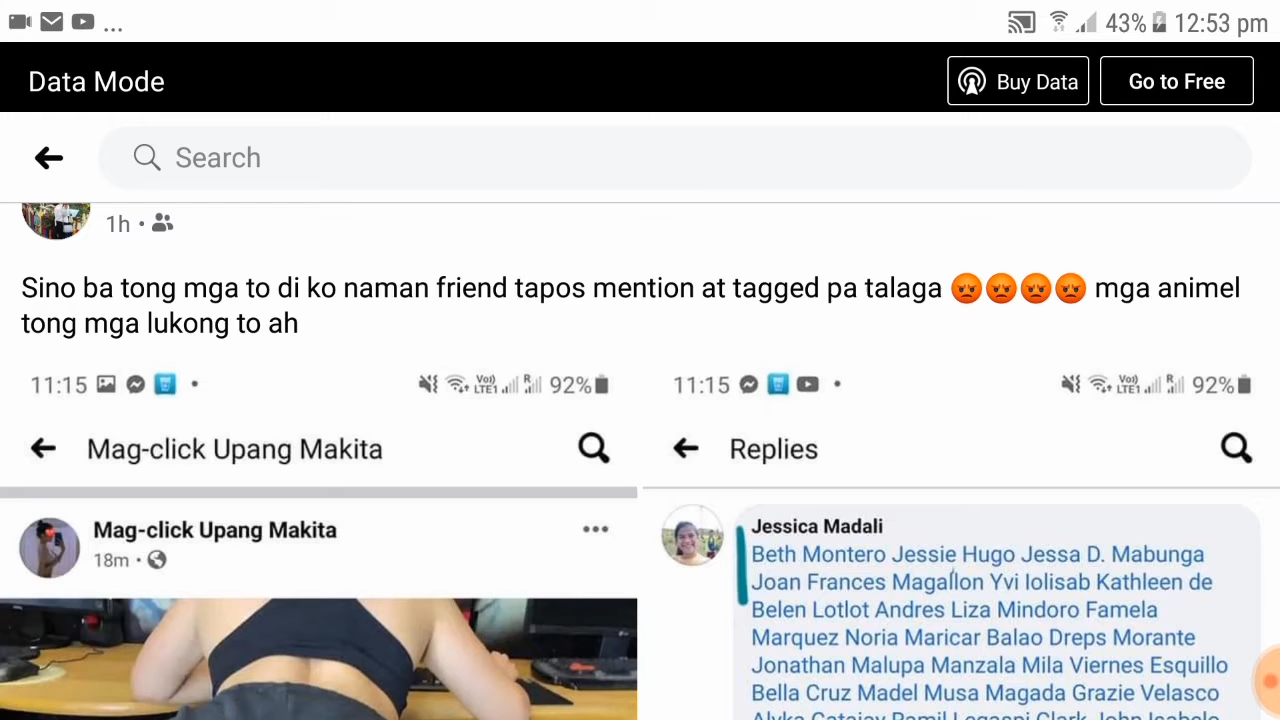 ... 43% 12:53 pm
Data Mode Buy Data Go to Free
Search
1h
Sino ba tong mga to di ko naman friend tapos mention at tagged pa talaga 😡😡😡😡 mga animel
tong mga lukong to ah
11:15 Vo) LTE1 R 92%
Mag-click Upang Makita
Mag-click Upang Makita
18m
11:15 Vo) LTE1 R 92%
Replies
Jessica Madali
Beth Montero Jessie Hugo Jessa D. Mabunga
Joan Frances Magallon Yvi Iolisab Kathleen de
Belen Lotlot Andres Liza Mindoro Famela
Marquez Noria Maricar Balao Dreps Morante
Jonathan Malupa Manzala Mila Viernes Esquillo
Bella Cruz Madel Musa Magada Grazie Velasco